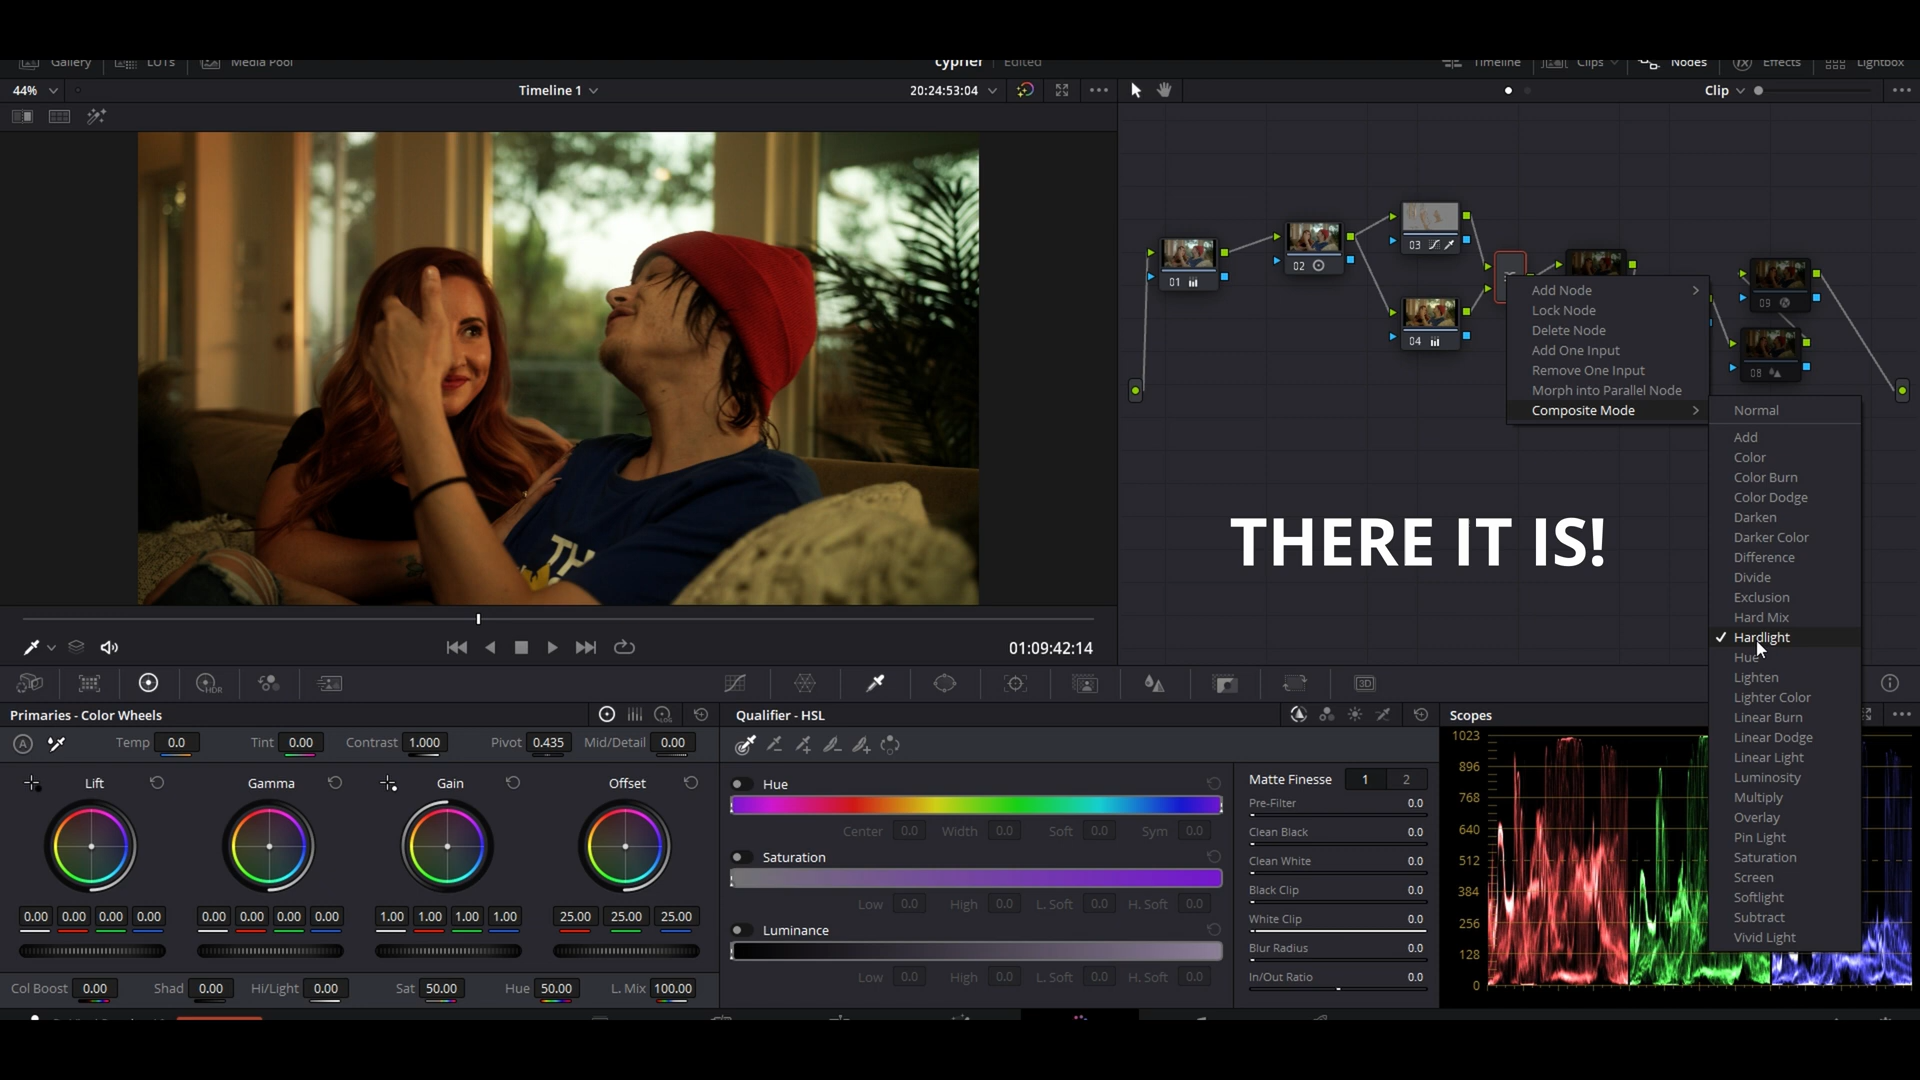 Gallery LUTs Media Pool cypher Edited Timeline Clips Nodes Effects Lightbox
44% Timeline 1 20:24:53:04 Clip
01
02
03
04
09
08
Add Node
Lock Node
Delete Node
Add One Input
Remove One Input
Morph into Parallel Node
Composite Mode
Normal
Add
Color
Color Burn
Color Dodge
Darken
Darker Color
Difference
Divide
Exclusion
Hard Mix
Hardlight
Hue
Lighten
Lighter Color
Linear Burn
Linear Dodge
Linear Light
Luminosity
Multiply
Overlay
Pin Light
Saturation
Screen
Softlight
Subtract
Vivid Light
THERE IT IS!
TH
01:09:42:14
HDR
3D
Primaries - Color Wheels
LOG
A Temp 0.0 Tint 0.00 Contrast 1.000 Pivot 0.435 Mid/Detail 0.00
Lift Gamma Gain Offset
0.00 0.00 0.00 0.00 0.00 0.00 0.00 0.00 1.00 1.00 1.00 1.00 25.00 25.00 25.00
Col Boost 0.00 Shad 0.00 Hi/Light 0.00 Sat 50.00 Hue 50.00 L. Mix 100.00
Qualifier - HSL
Hue
Center 0.0 Width 0.0 Soft 0.0 Sym 0.0
Saturation
Low 0.0 High 0.0 L. Soft 0.0 H. Soft 0.0
Luminance
Low 0.0 High 0.0 L. Soft 0.0 H. Soft 0.0
Matte Finesse 1 2
Pre-Filter 0.0
Clean Black 0.0
Clean White 0.0
Black Clip 0.0
White Clip 0.0
Blur Radius 0.0
In/Out Ratio 0.0
Scopes
1023
896
768
640
512
384
256
128
0